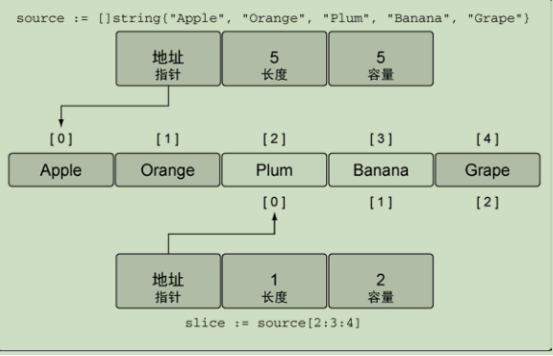 source := []string{"Apple", "Orange", "Plum", "Banana", "Grape"}
地址 5 5
指针 长度 容量
[0] [1] [2] [3] [4]
Apple Orange Plum Banana Grape
[0] [1] [2]
地址 1 2
指针 长度 容量
slice := source[2:3:4]